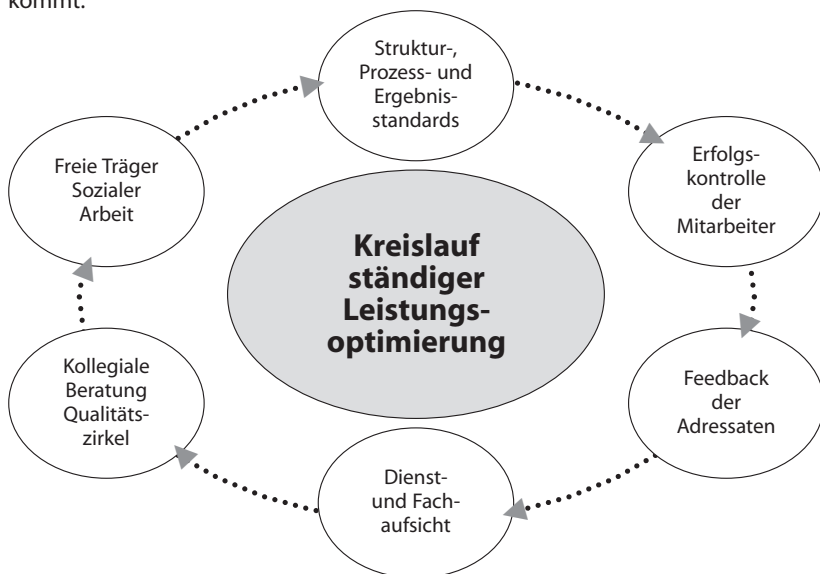 kommt.
Struktur-,
Prozess- und
Ergebnis-
standards
Erfolgs-
kontrolle
der
Mitarbeiter
Feedback
der
Adressaten
Dienst-
und Fach-
aufsicht
Kollegiale
Beratung
Qualitäts-
zirkel
Freie Träger
Sozialer
Arbeit
Kreislauf
ständiger
Leistungs-
optimierung